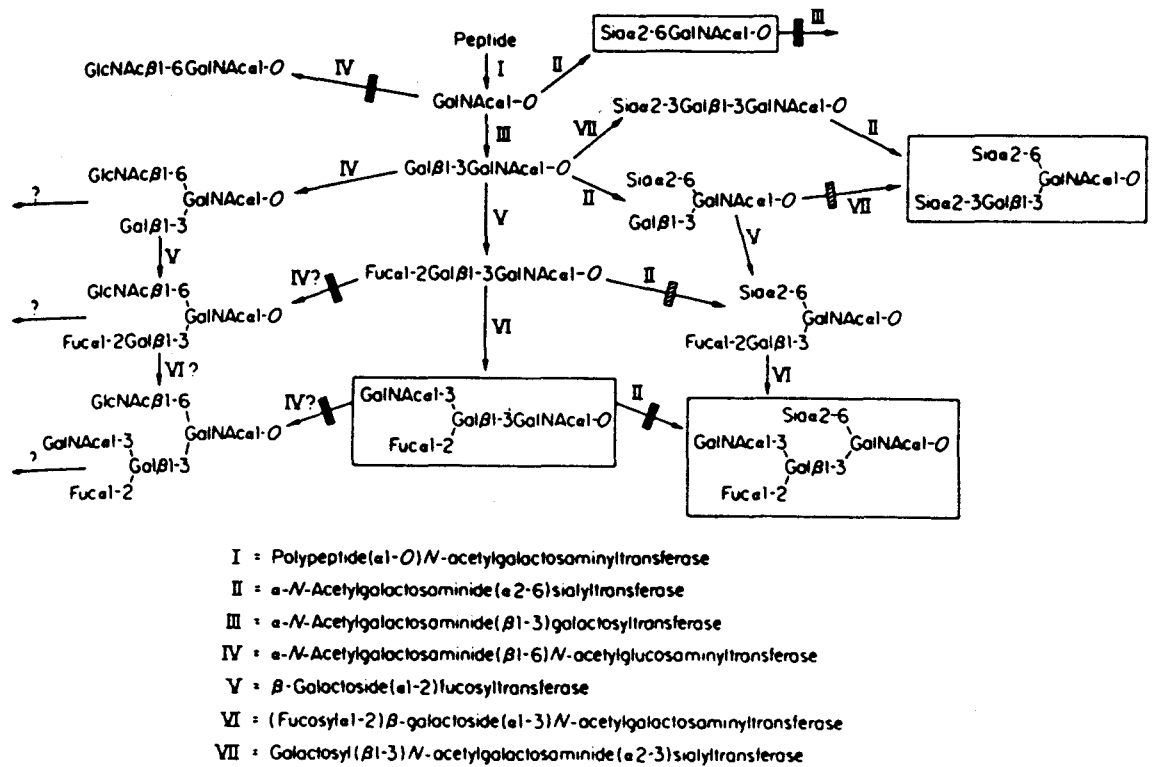 Peptide
I
II
Siaα2-6GalNAcα1-O
III
GlcNAcβ1-6GalNAcα1-O
IV
GalNAcα1-O
III
VII
Siaα2-3Galβ1-3GalNAcα1-O
II
GlcNAcβ1-6
GalNAcα1-O
Galβ1-3
?
IV
Galβ1-3GalNAcα1-O
II
Siaα2-6
GalNAcα1-O
Galβ1-3
VII
Siaα2-6
GalNAcα1-O
Siaα2-3Galβ1-3
V
V
V
GlcNAcβ1-6
GalNAcα1-O
Fucα1-2Galβ1-3
?
IV?
Fucα1-2Galβ1-3GalNAcα1-O
II
Siaα2-6
GalNAcα1-O
Fucα1-2Galβ1-3
VI?
VI
VI
GlcNAcβ1-6
GalNAcα1-O
GalNAcα1-3
Galβ1-3
Fucα1-2
?
IV?
GalNAcα1-3
Galβ1-3GalNAcα1-O
Fucα1-2
II
Siaα2-6
GalNAcα1-3
GalNAcα1-O
Galβ1-3
Fucα1-2
I = Polypeptide(α1-O)N-acetylgalactosaminyltransferase
II = α-N-Acetylgalactosaminide(α2-6)sialyltransferase
III = α-N-Acetylgalactosaminide(β1-3)galactosyltransferase
IV = α-N-Acetylgalactosaminide(β1-6)N-acetylglucosaminyltransferase
V = β-Galactoside(α1-2)fucosyltransferase
VI = (Fucosylα1-2)β-galactoside(α1-3)N-acetylgalactosaminyltransferase
VII = Galactosyl(β1-3)N-acetylgalactosaminide(α2-3)sialyltransferase